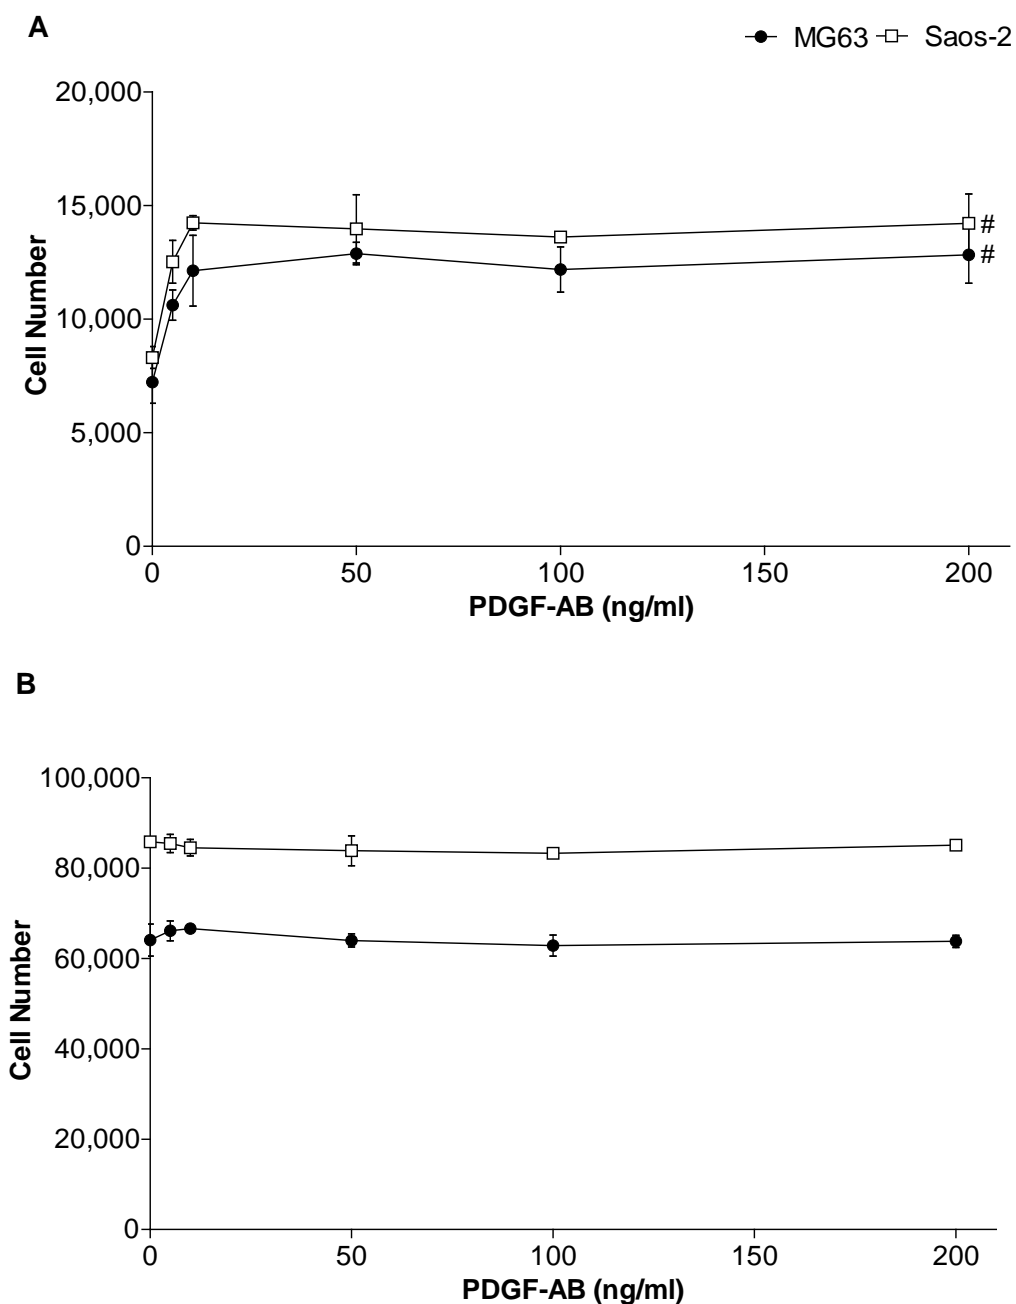 A
MG63 Saos-2
20,000
15,000
10,000
5,000
0
Cell Number
#
#
0 50 100 150 200
PDGF-AB (ng/ml)
B
100,000
80,000
60,000
40,000
20,000
0
Cell Number
0 50 100 150 200
PDGF-AB (ng/ml)